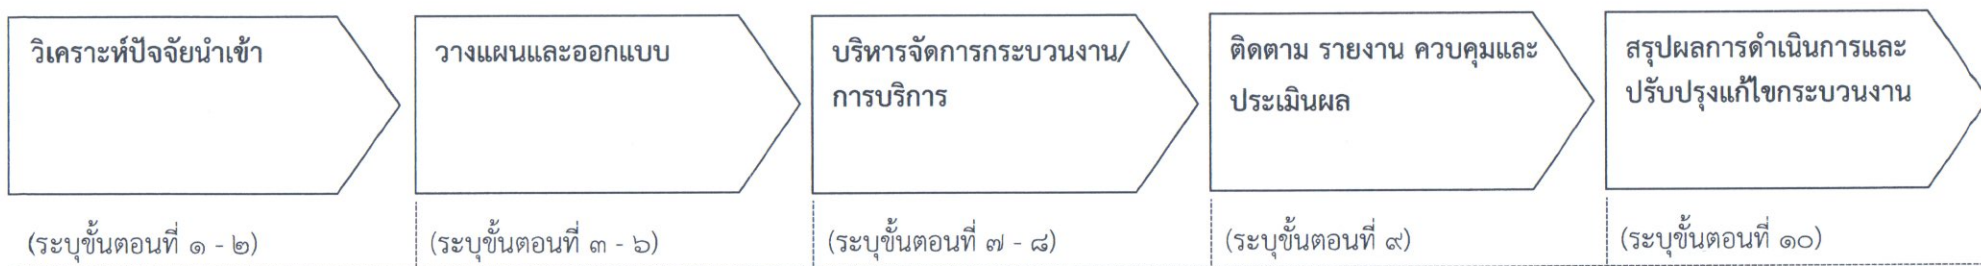 วิเคราะห์ปัจจัยนำเข้า
วางแผนและออกแบบ
บริหารจัดการกระบวนงาน/
การบริการ
ติดตาม รายงาน ควบคุมและ
ประเมินผล
สรุปผลการดำเนินการและ
ปรับปรุงแก้ไขกระบวนงาน
(ระบุขั้นตอนที่ ๑ - ๒)
(ระบุขั้นตอนที่ ๓ - ๖)
(ระบุขั้นตอนที่ ๗ - ๘)
(ระบุขั้นตอนที่ ๙)
(ระบุขั้นตอนที่ ๑๐)